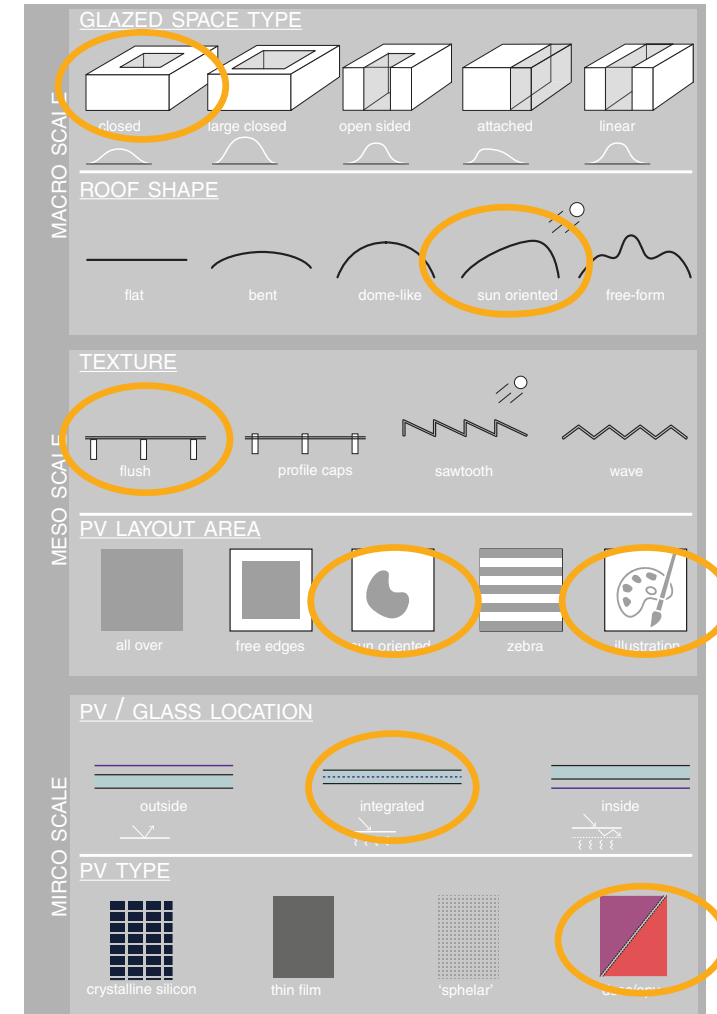 GLAZED SPACE TYPE
closed large closed open sided attached linear
MACRO SCALE
ROOF SHAPE
flat bent dome-like sun oriented free-form
TEXTURE
flush profile caps sawtooth wave
MESO SCALE
PV LAYOUT AREA
all over free edges sun oriented zebra illustration
PV / GLASS LOCATION
outside integrated inside
MIRCO SCALE
PV TYPE
crystalline silicon thin film 'sphelar'